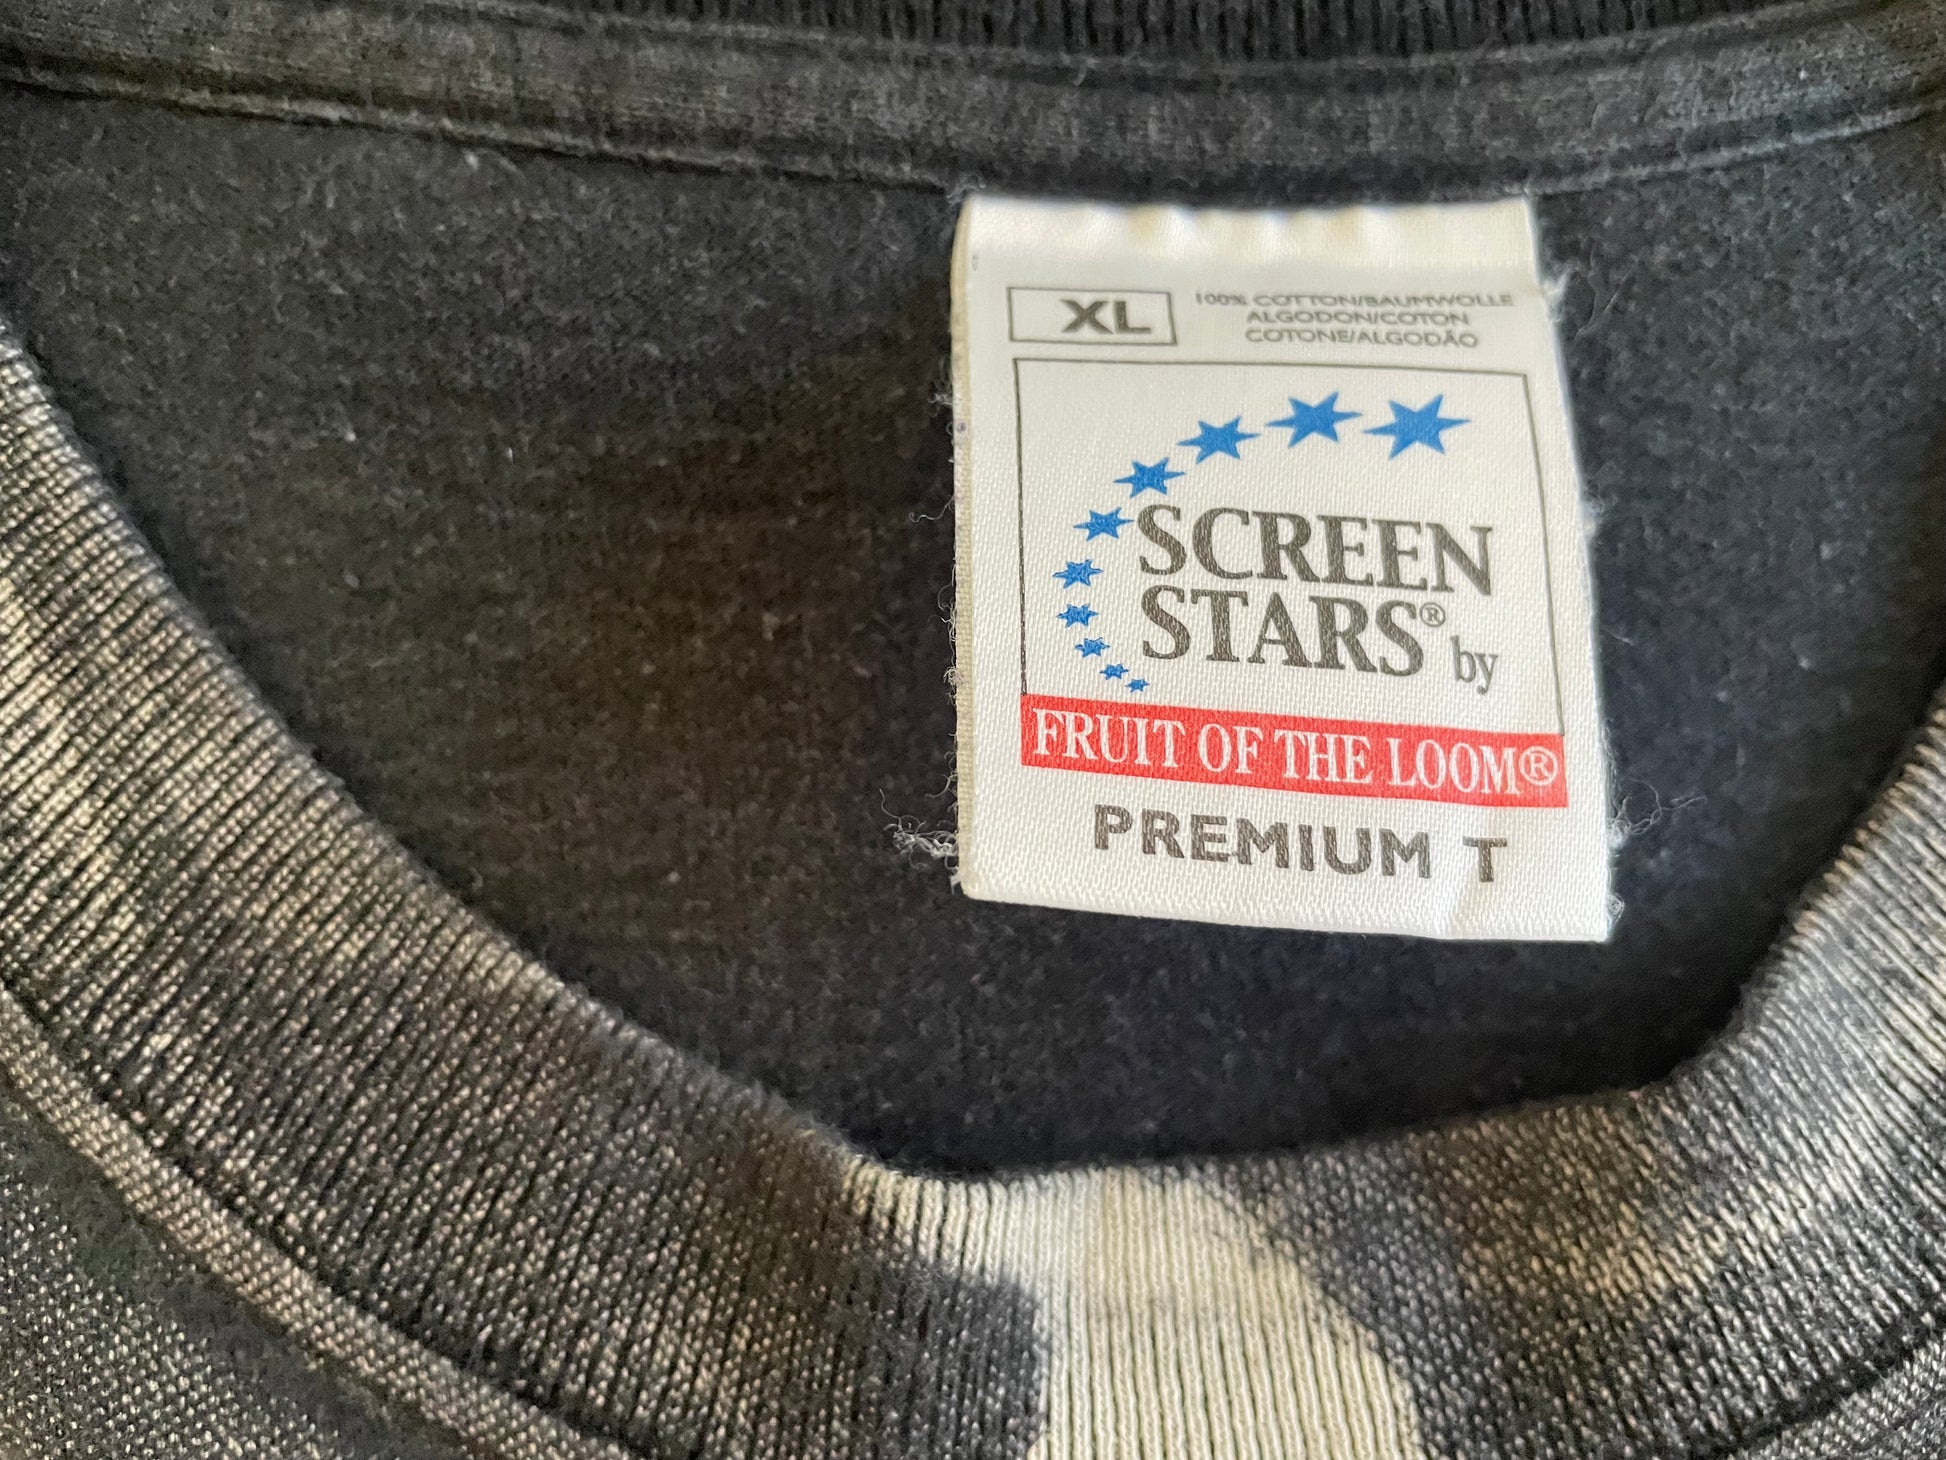 XL
100% COTTON/BAUMWOLLE
ALGODON/COTON
COTONE/ALGODÃO
SCREEN
STARS® by
FRUIT OF THE LOOM®
PREMIUM T